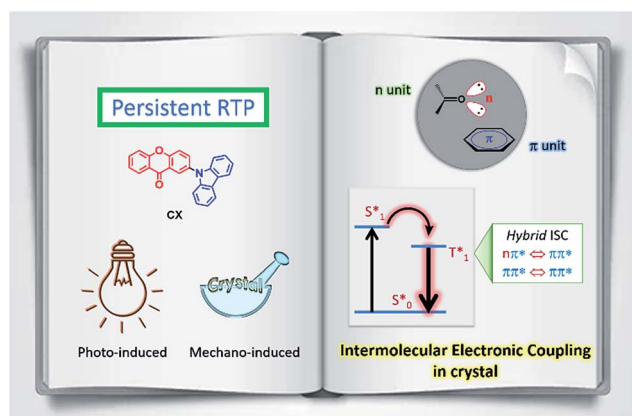 Persistent RTP
O
N
O
CX
Crystal
Photo-induced
Mechano-induced
n unit
O
n
π
π unit
S*1
T*1
S*0
Hybrid ISC
nπ* ⇔ ππ*
ππ* ⇔ ππ*
Intermolecular Electronic Coupling
in crystal